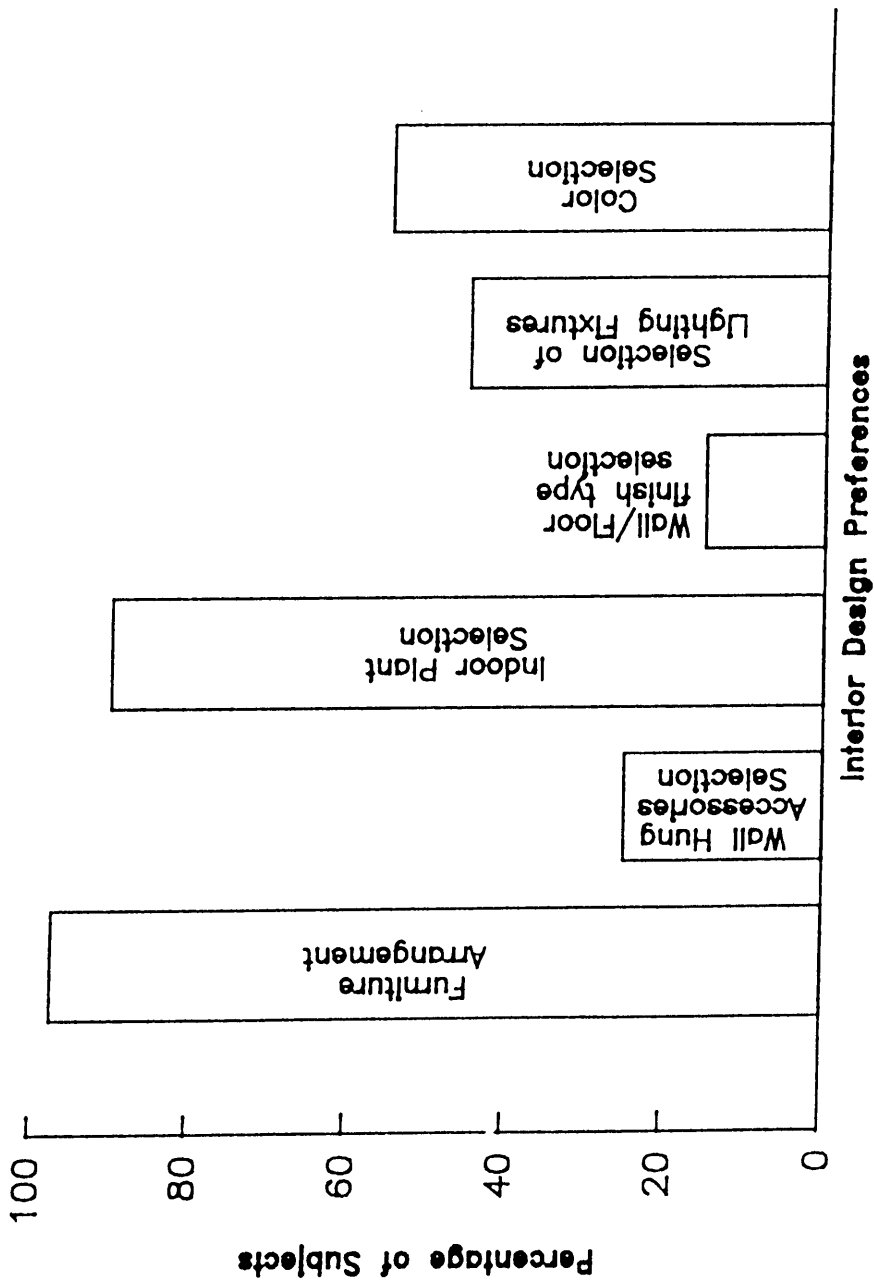 Percentage of Subjects
100
80
60
40
20
0
Furniture
Arrangement
Wall Hung
Accessories
Selection
Indoor Plant
Selection
Wall/Floor
finish type
selection
Selection of
Lighting Fixtures
Color
Selection
Interior Design Preferences